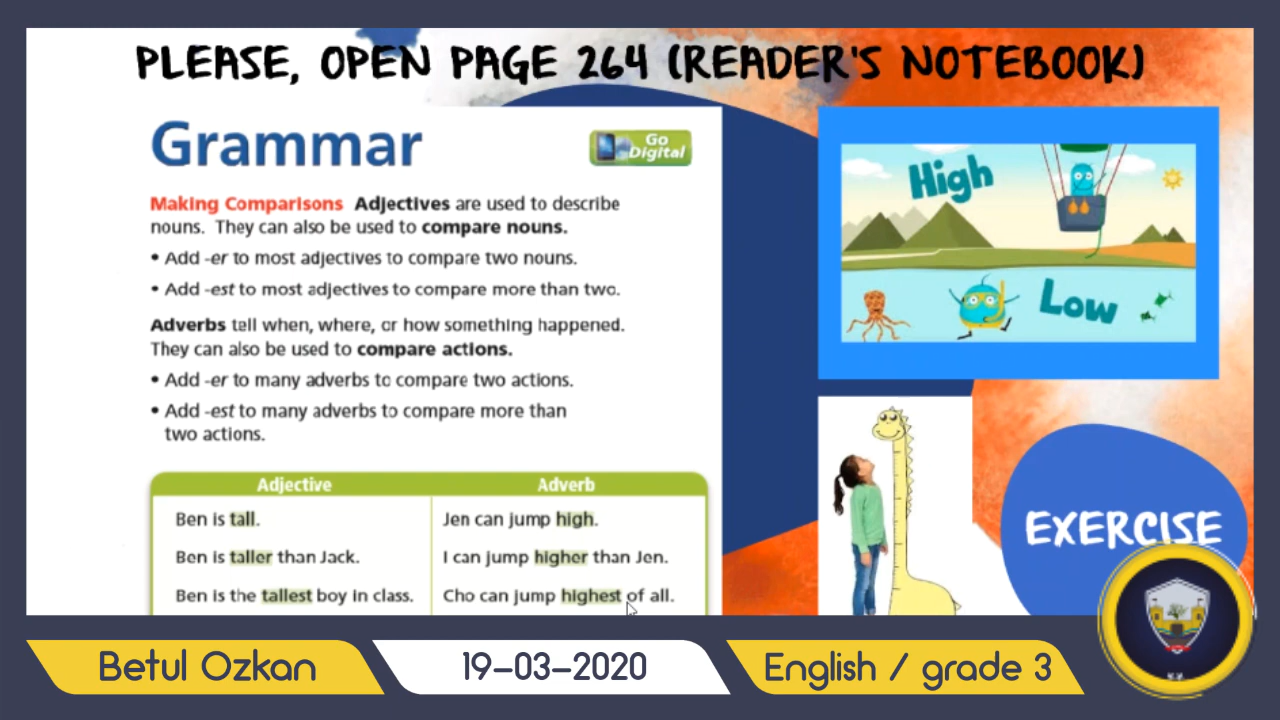 PLEASE, OPEN PAGE 264 (READER'S NOTEBOOK)
Grammar
Go
Digital
Making Comparisons Adjectives are used to describe
nouns. They can also be used to compare nouns.
• Add -er to most adjectives to compare two nouns.
• Add -est to most adjectives to compare more than two.
Adverbs tell when, where, or how something happened.
They can also be used to compare actions.
• Add -er to many adverbs to compare two actions.
• Add -est to many adverbs to compare more than
two actions.
Adjective Adverb
Ben is tall. Jen can jump high.
Ben is taller than Jack. I can jump higher than Jen.
Ben is the tallest boy in class. Cho can jump highest of all.
High
Low
EXERCISE
Betul Ozkan
19-03-2020
English / grade 3